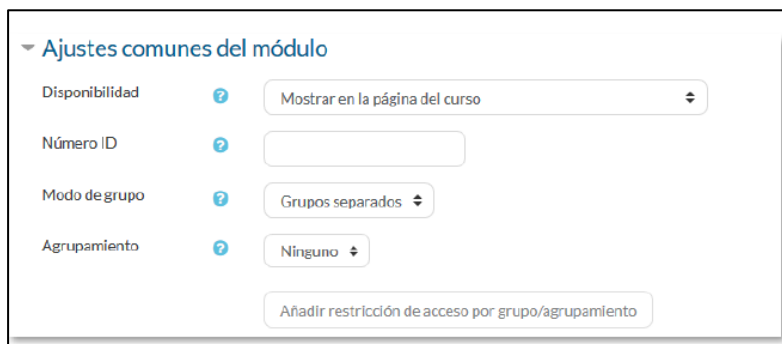 Ajustes comunes del módulo
Disponibilidad
Mostrar en la página del curso
Número ID
Modo de grupo
Grupos separados
Agrupamiento
Ninguno
Añadir restricción de acceso por grupo/agrupamiento